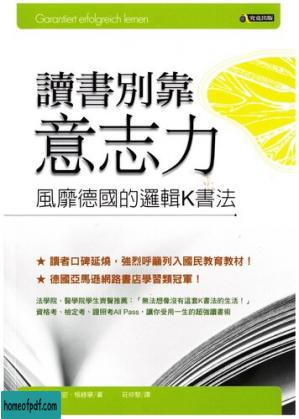 Garantiert erfolgreich lernen
究竟出版
讀書別靠
意志力
風靡德國的邏輯K書法
★ 讀者口碑延燒，強烈呼籲列入國民教育教材！
★ 德國亞馬遜網路書店學習類冠軍！
法學院、醫學院學生齊聲推薦：「無法想像沒有這套K書法的生活！」
資格考、檢定考、證照考All Pass，讓你受用一生的超強讀書術
homeofpdf.com